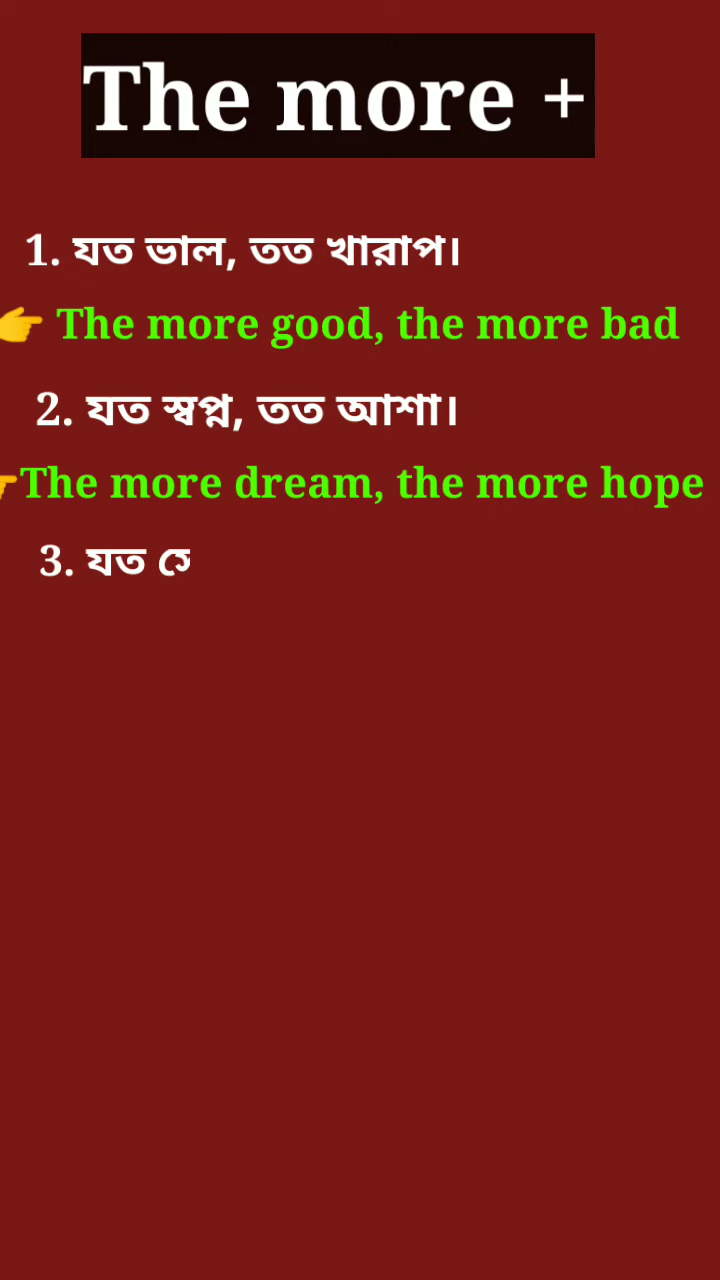 The more +
1. যত ভাল, তত খারাপ।
👉 The more good, the more bad
2. যত স্বপ্ন, তত আশা।
👉The more dream, the more hope
3. যত